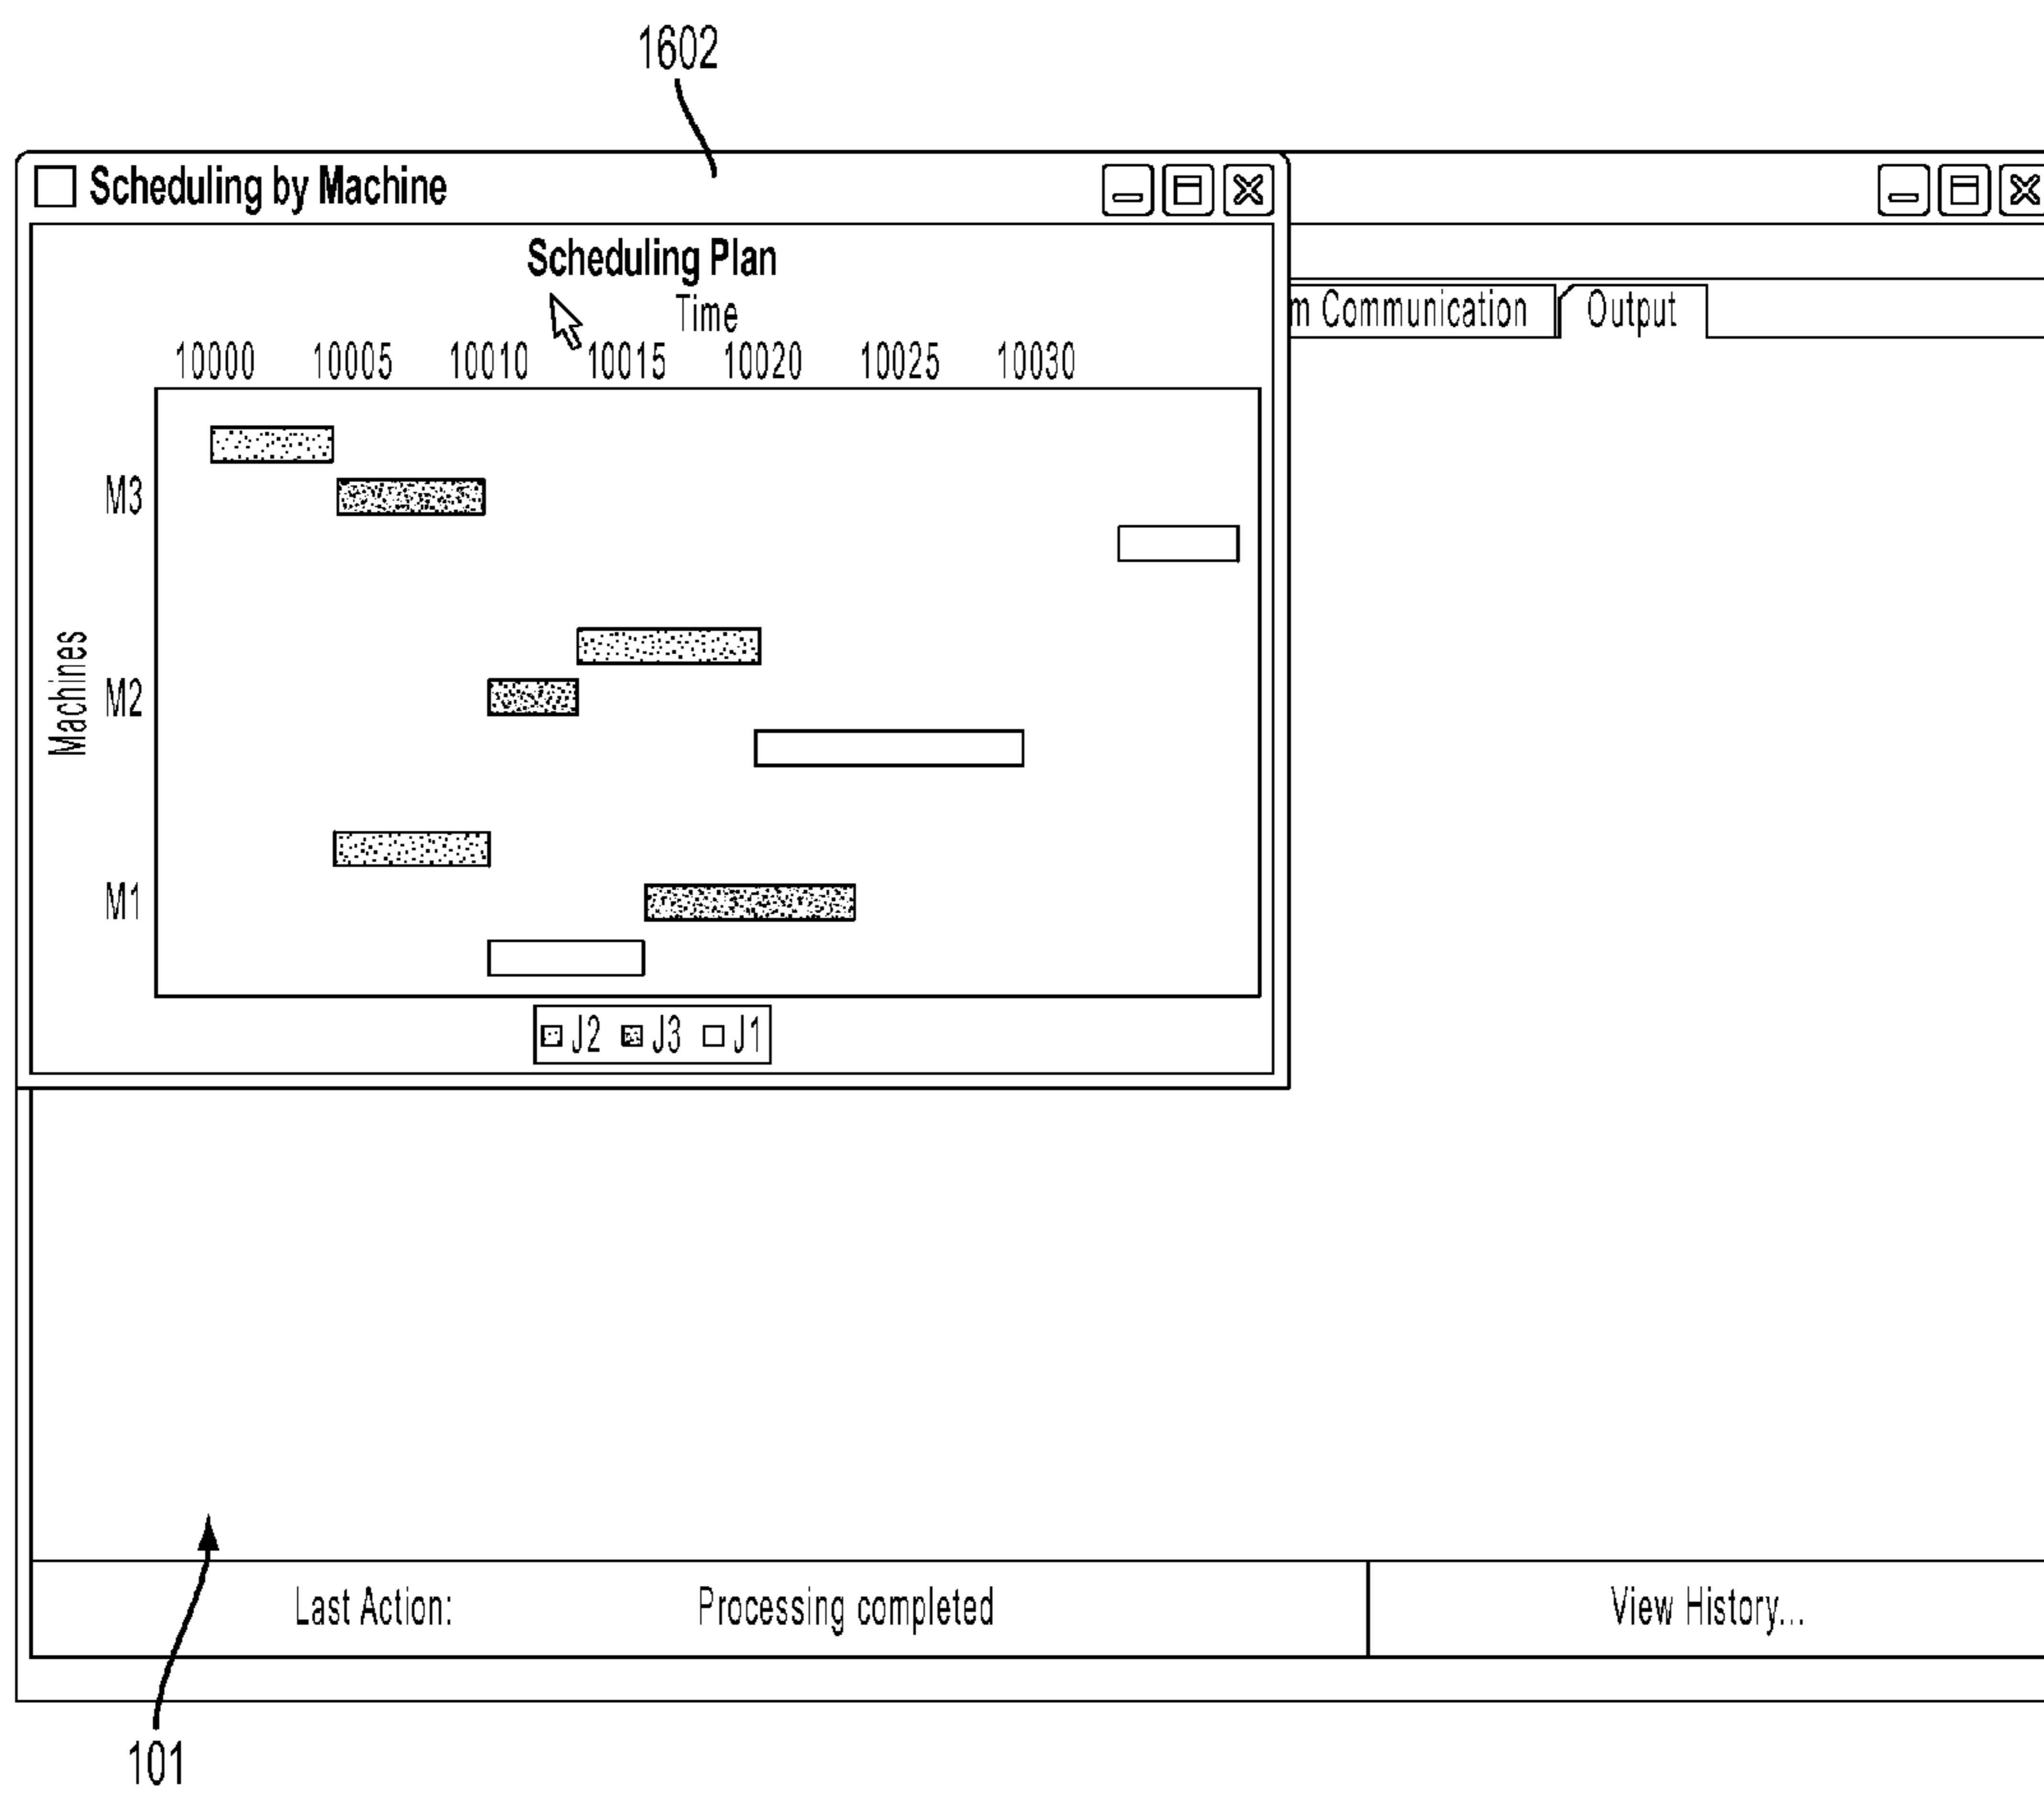 1602
Scheduling by Machine
Scheduling Plan
Time
m Communication
Output
10000 10005 10010 10015 10020 10025 10030
Machines
M3
M2
M1
J2 J3 J1
Last Action: Processing completed View History...
101